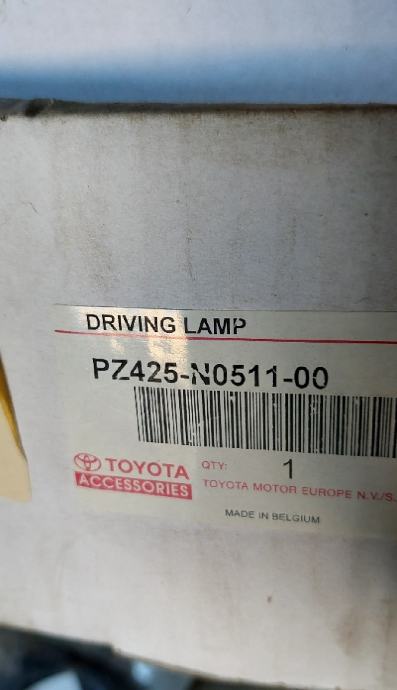 DRIVING LAMP
PZ425-N0511-00
TOYOTA
ACCESSORIES
QTY: 1
TOYOTA MOTOR EUROPE N.V./S.
MADE IN BELGIUM